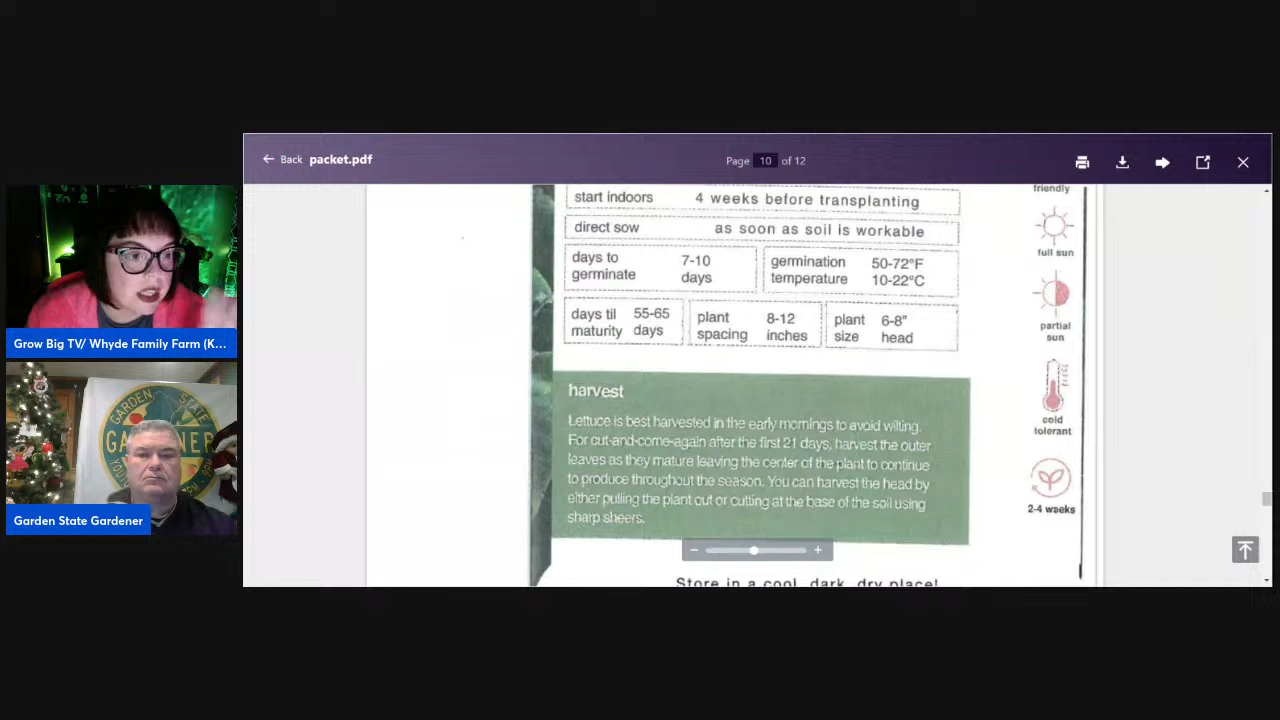 Back packet.pdf
Page 10 of 12
start indoors 4 weeks before transplanting
direct sow as soon as soil is workable
days to germinate 7-10 days
germination temperature 50-72°F 10-22°C
days til maturity 55-65 days
plant spacing 8-12 inches
plant size 6-8" head
harvest
Lettuce is best harvested in the early mornings to avoid wilting.
For cut-and-come-again after the first 21 days, harvest the outer
leaves as they mature leaving the center of the plant to continue
to produce throughout the season. You can harvest the head by
either pulling the plant out or cutting at the base of the soil using
sharp sheers.
Store in a cool, dark, dry place!
friendly
full sun
partial
sun
cold
tolerant
2-4 weeks
Grow Big TV/ Whyde Family Farm (K...
GARDEN STATE
GARDENER
Garden State Gardener